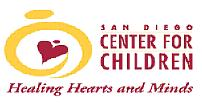 SAN DIEGO
CENTER FOR
CHILDREN
Healing Hearts and Minds